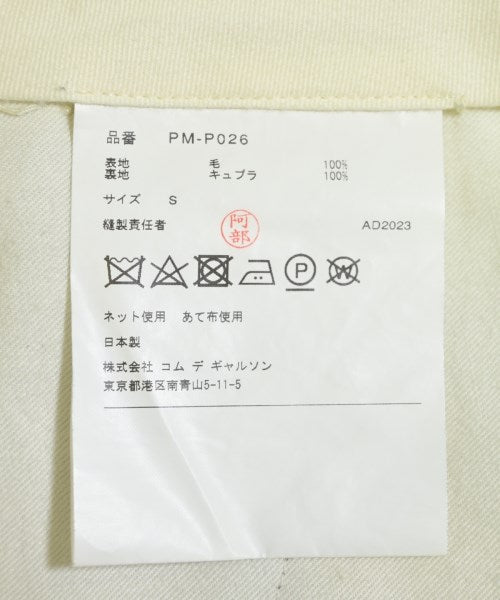 品番 PM-P026
表地 毛 100%
裏地 キュプラ 100%
サイズ S
縫製責任者 阿部 AD2023
P W
ネット使用 あて布使用
日本製
株式会社 コム デ ギャルソン
東京都港区南青山5-11-5